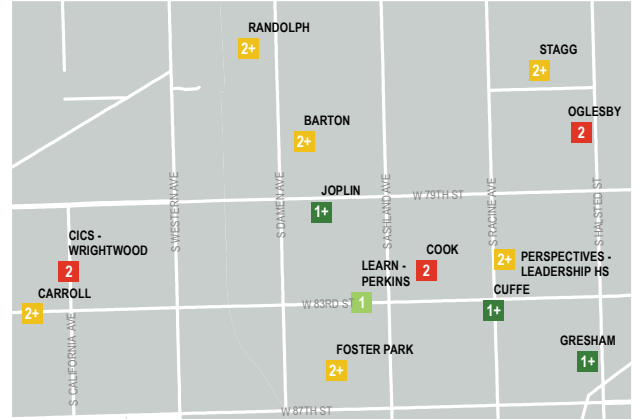 RANDOLPH
2+
STAGG
2+
OGLESBY
2
BARTON
2+
S WESTERN AVE
S DAMEN AVE
S ASHLAND AVE
S RACINE AVE
S HALSTED ST
JOPLIN
1+
W 79TH ST
CICS -
WRIGHTWOOD
2
LEARN -
PERKINS
1
COOK
2
2+
PERSPECTIVES -
LEADERSHIP HS
CARROLL
2+
W 83RD ST
CUFFE
1+
S CALIFORNIA AVE
FOSTER PARK
2+
GRESHAM
1+
W 87TH ST